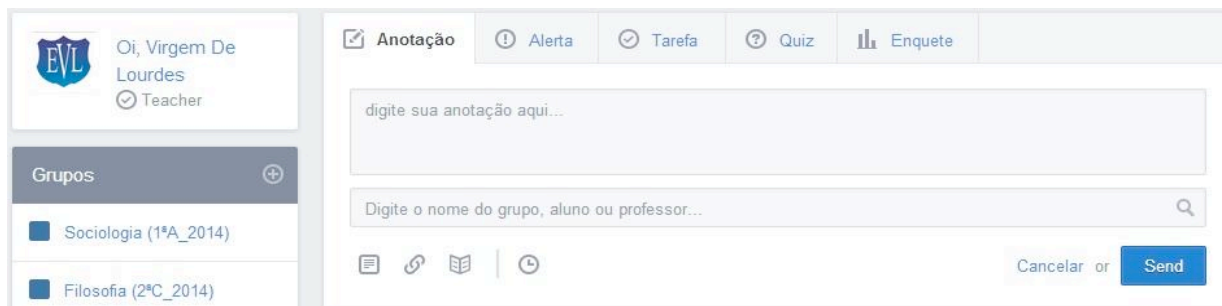 EVL
Oi, Virgem De
Lourdes
Teacher
Grupos
Sociologia (1ªA_2014)
Filosofia (2ªC_2014)
Anotação
Alerta
Tarefa
Quiz
Enquete
digite sua anotação aqui...
Digite o nome do grupo, aluno ou professor...
Cancelar or Send